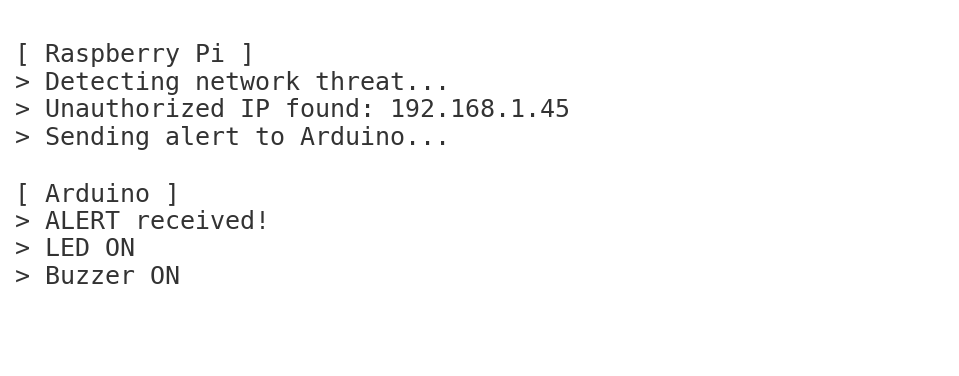 [ Raspberry Pi ]
> Detecting network threat...
> Unauthorized IP found: 192.168.1.45
> Sending alert to Arduino...
[ Arduino ]
> ALERT received!
> LED ON
> Buzzer ON